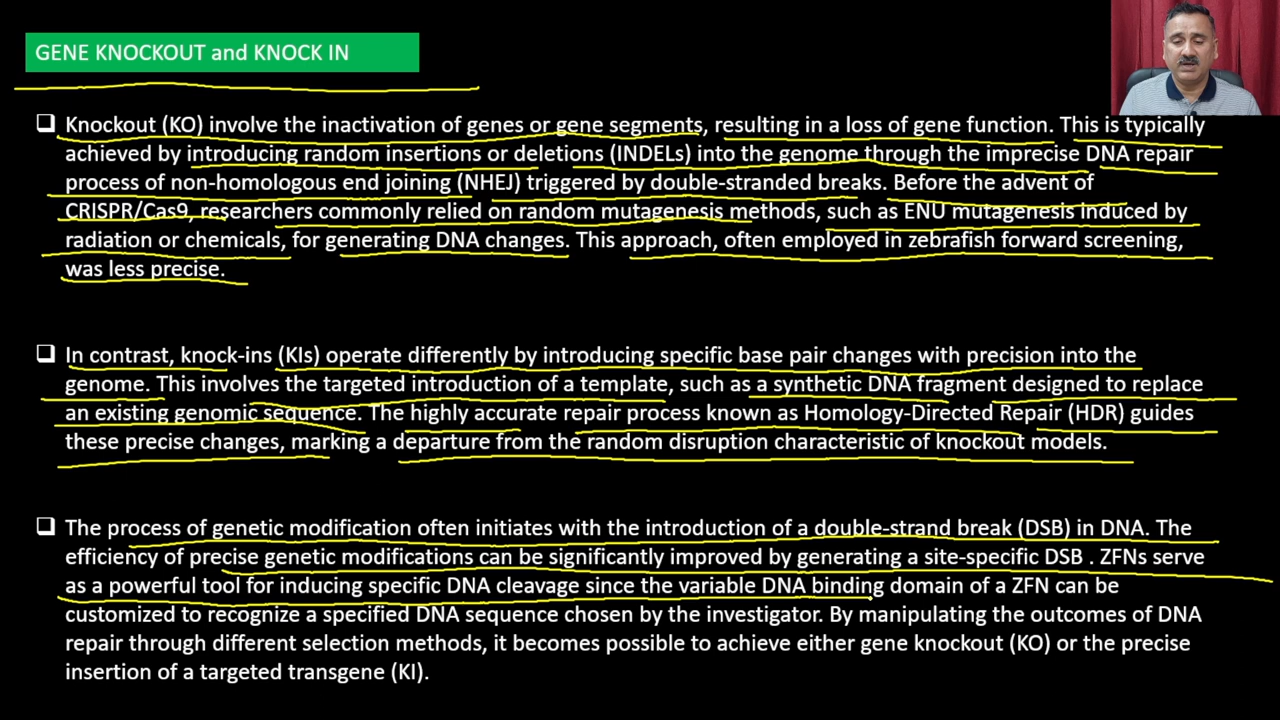 GENE KNOCKOUT and KNOCK IN
❑ Knockout (KO) involve the inactivation of genes or gene segments, resulting in a loss of gene function. This is typically
achieved by introducing random insertions or deletions (INDELs) into the genome through the imprecise DNA repair
process of non-homologous end joining (NHEJ) triggered by double-stranded breaks. Before the advent of
CRISPR/Cas9, researchers commonly relied on random mutagenesis methods, such as ENU mutagenesis induced by
radiation or chemicals, for generating DNA changes. This approach, often employed in zebrafish forward screening,
was less precise.
❑ In contrast, knock-ins (KIs) operate differently by introducing specific base pair changes with precision into the
genome. This involves the targeted introduction of a template, such as a synthetic DNA fragment designed to replace
an existing genomic sequence. The highly accurate repair process known as Homology-Directed Repair (HDR) guides
these precise changes, marking a departure from the random disruption characteristic of knockout models.
❑ The process of genetic modification often initiates with the introduction of a double-strand break (DSB) in DNA. The
efficiency of precise genetic modifications can be significantly improved by generating a site-specific DSB . ZFNs serve
as a powerful tool for inducing specific DNA cleavage since the variable DNA binding domain of a ZFN can be
customized to recognize a specified DNA sequence chosen by the investigator. By manipulating the outcomes of DNA
repair through different selection methods, it becomes possible to achieve either gene knockout (KO) or the precise
insertion of a targeted transgene (KI).